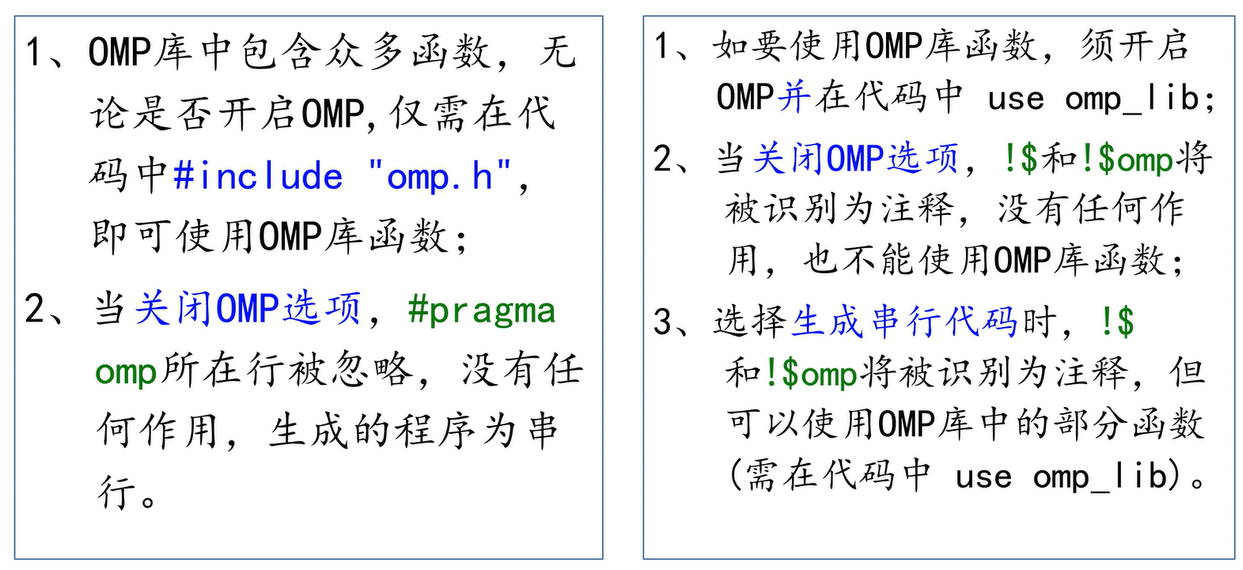 1、OMP库中包含众多函数，无
论是否开启OMP,仅需在代
码中#include "omp.h"，
即可使用OMP库函数；
2、当关闭OMP选项，#pragma
omp所在行被忽略，没有任
何作用，生成的程序为串
行。
1、如要使用OMP库函数，须开启
OMP并在代码中 use omp_lib；
2、当关闭OMP选项，!$和!$omp将
被识别为注释，没有任何作
用，也不能使用OMP库函数；
3、选择生成串行代码时，!$
和!$omp将被识别为注释，但
可以使用OMP库中的部分函数
(需在代码中 use omp_lib)。